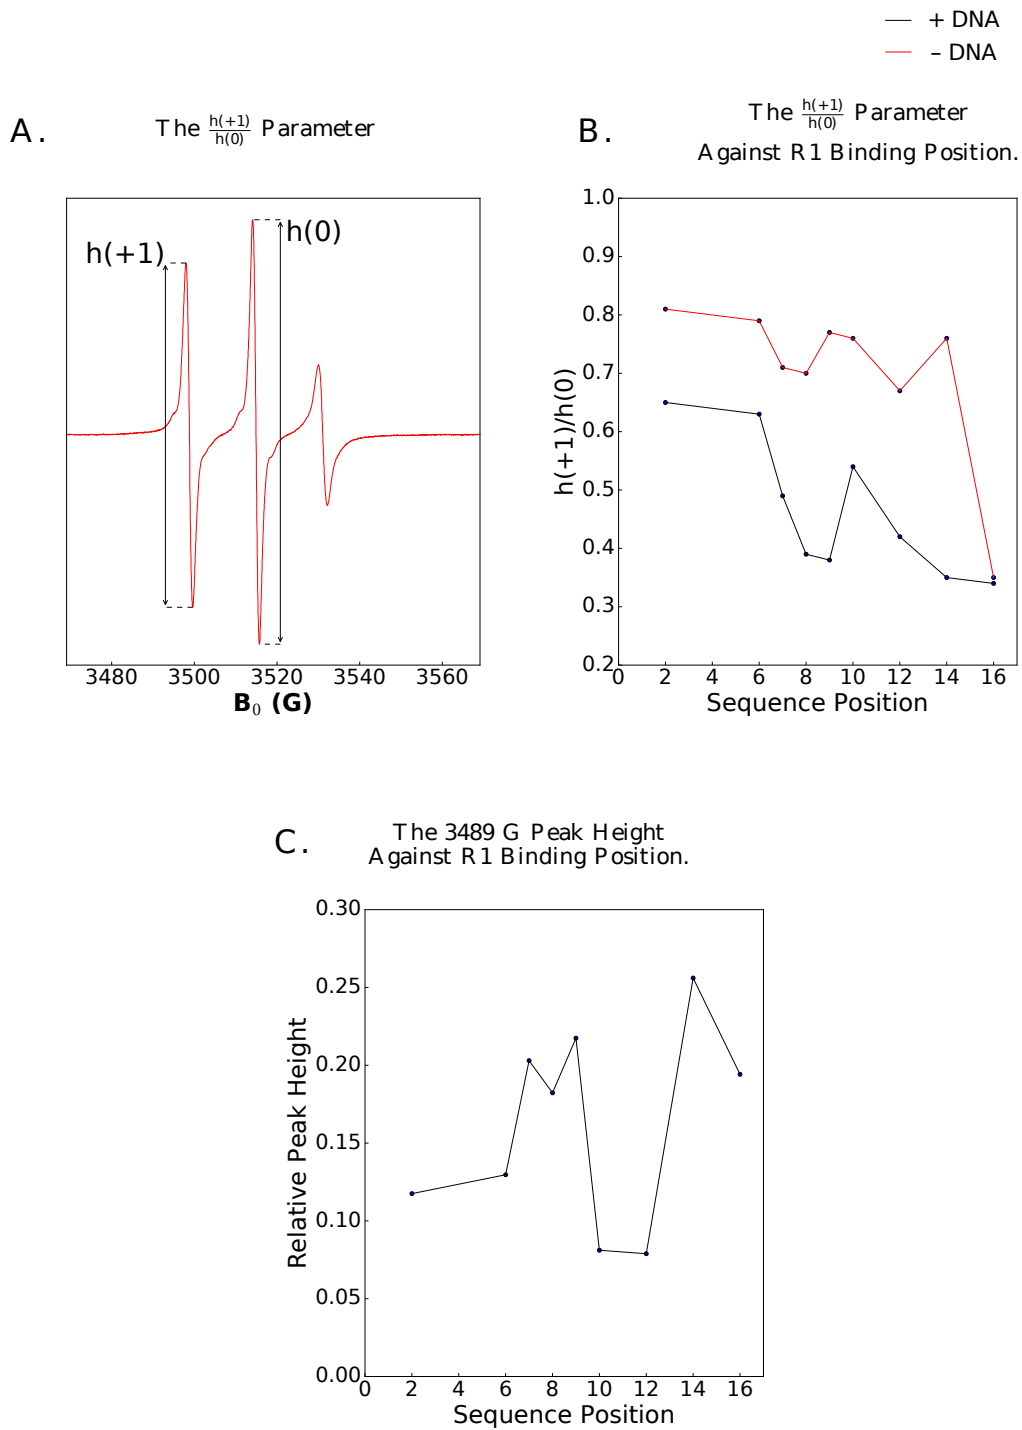 + DNA
– DNA
A.
The h(+1)/h(0) Parameter
h(+1)
h(0)
3480 3500 3520 3540 3560
B₀ (G)
B.
The h(+1)/h(0) Parameter
Against R1 Binding Position.
1.0
0.9
0.8
0.7
0.6
0.5
0.4
0.3
0.2
h(+1)/h(0)
0 2 4 6 8 10 12 14 16
Sequence Position
C.
The 3489 G Peak Height
Against R1 Binding Position.
0.30
0.25
0.20
0.15
0.10
0.05
0.00
Relative Peak Height
0 2 4 6 8 10 12 14 16
Sequence Position